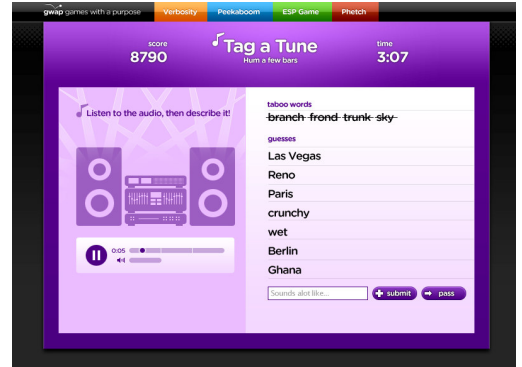 gwap games with a purpose Verbosity Peekaboom ESP Game Phetch
score
8790
Tag a Tune
Hum a few bars
time
3:07
Listen to the audio, then describe it!
0:05
taboo words
branch frond trunk sky
guesses
Las Vegas
Reno
Paris
crunchy
wet
Berlin
Ghana
Sounds alot like... submit pass